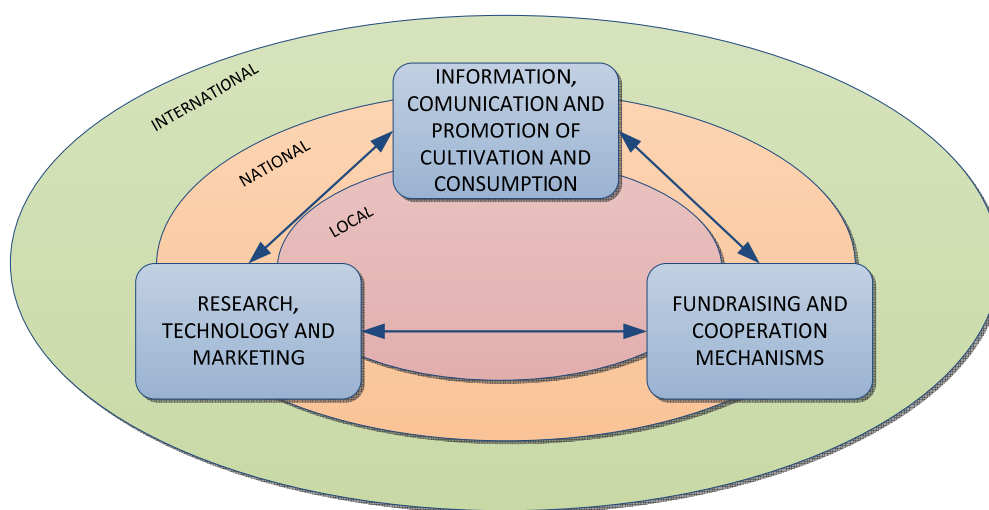 INTERNATIONAL
NATIONAL
LOCAL
INFORMATION,
COMUNICATION AND
PROMOTION OF
CULTIVATION AND
CONSUMPTION
RESEARCH,
TECHNOLOGY AND
MARKETING
FUNDRAISING AND
COOPERATION
MECHANISMS